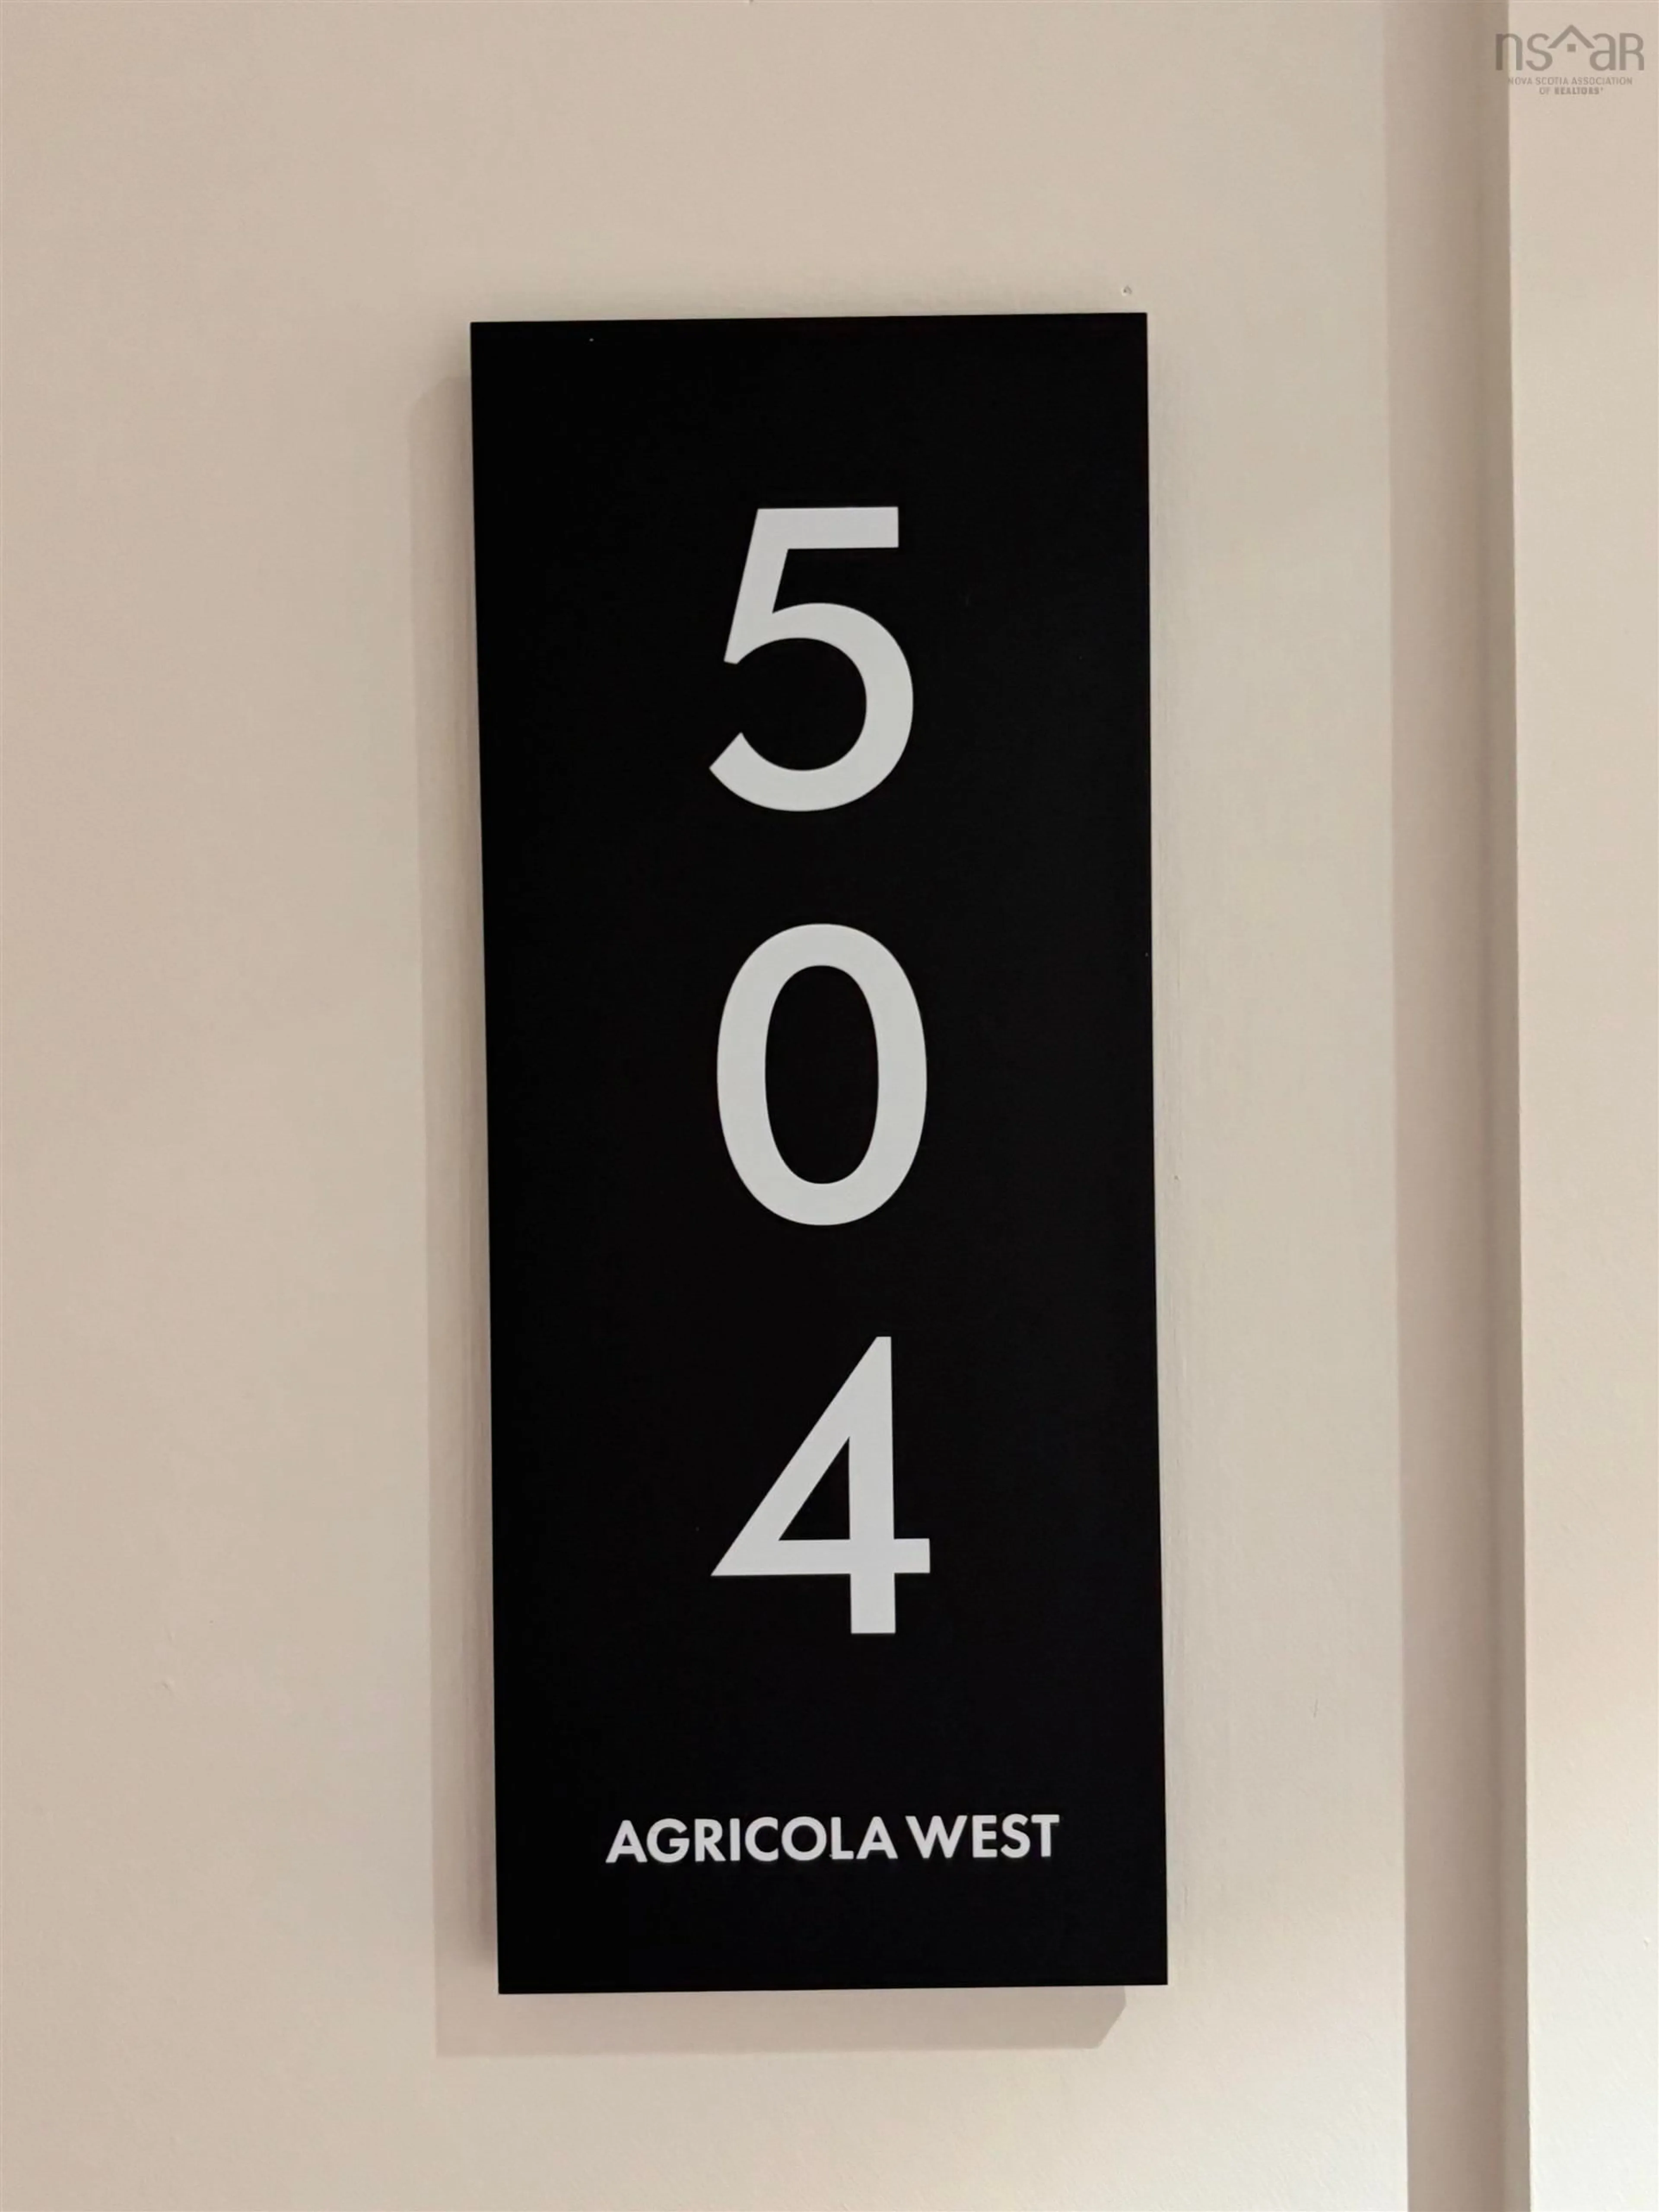 nsaR
NOVA SCOTIA ASSOCIATION
OF REALTORS®
5
0
4
AGRICOLA WEST